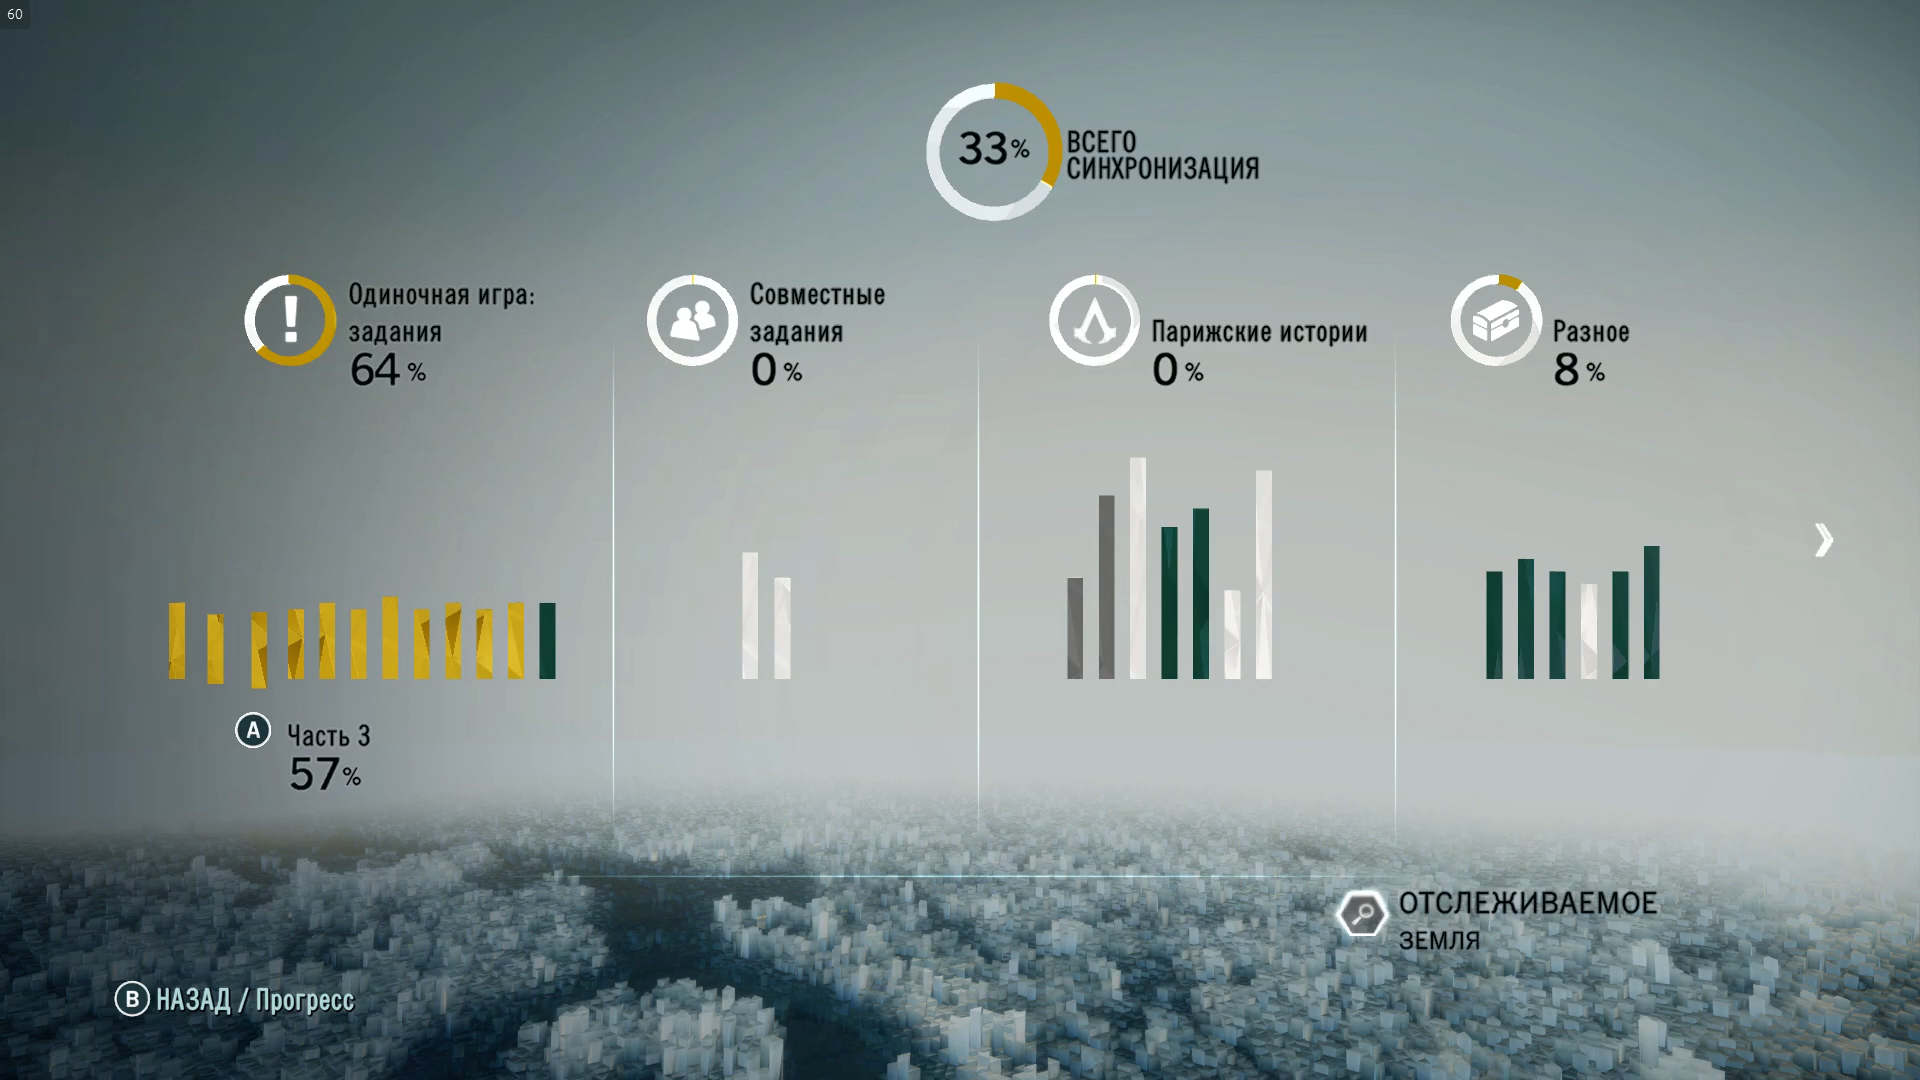 60
33%
ВСЕГО
СИНХРОНИЗАЦИЯ
Одиночная игра:
задания
64 %
Совместные
задания
0 %
Парижские истории
0 %
Разное
8 %
A Часть 3
57%
ОТСЛЕЖИВАЕМОЕ
ЗЕМЛЯ
B НАЗАД / Прогресс